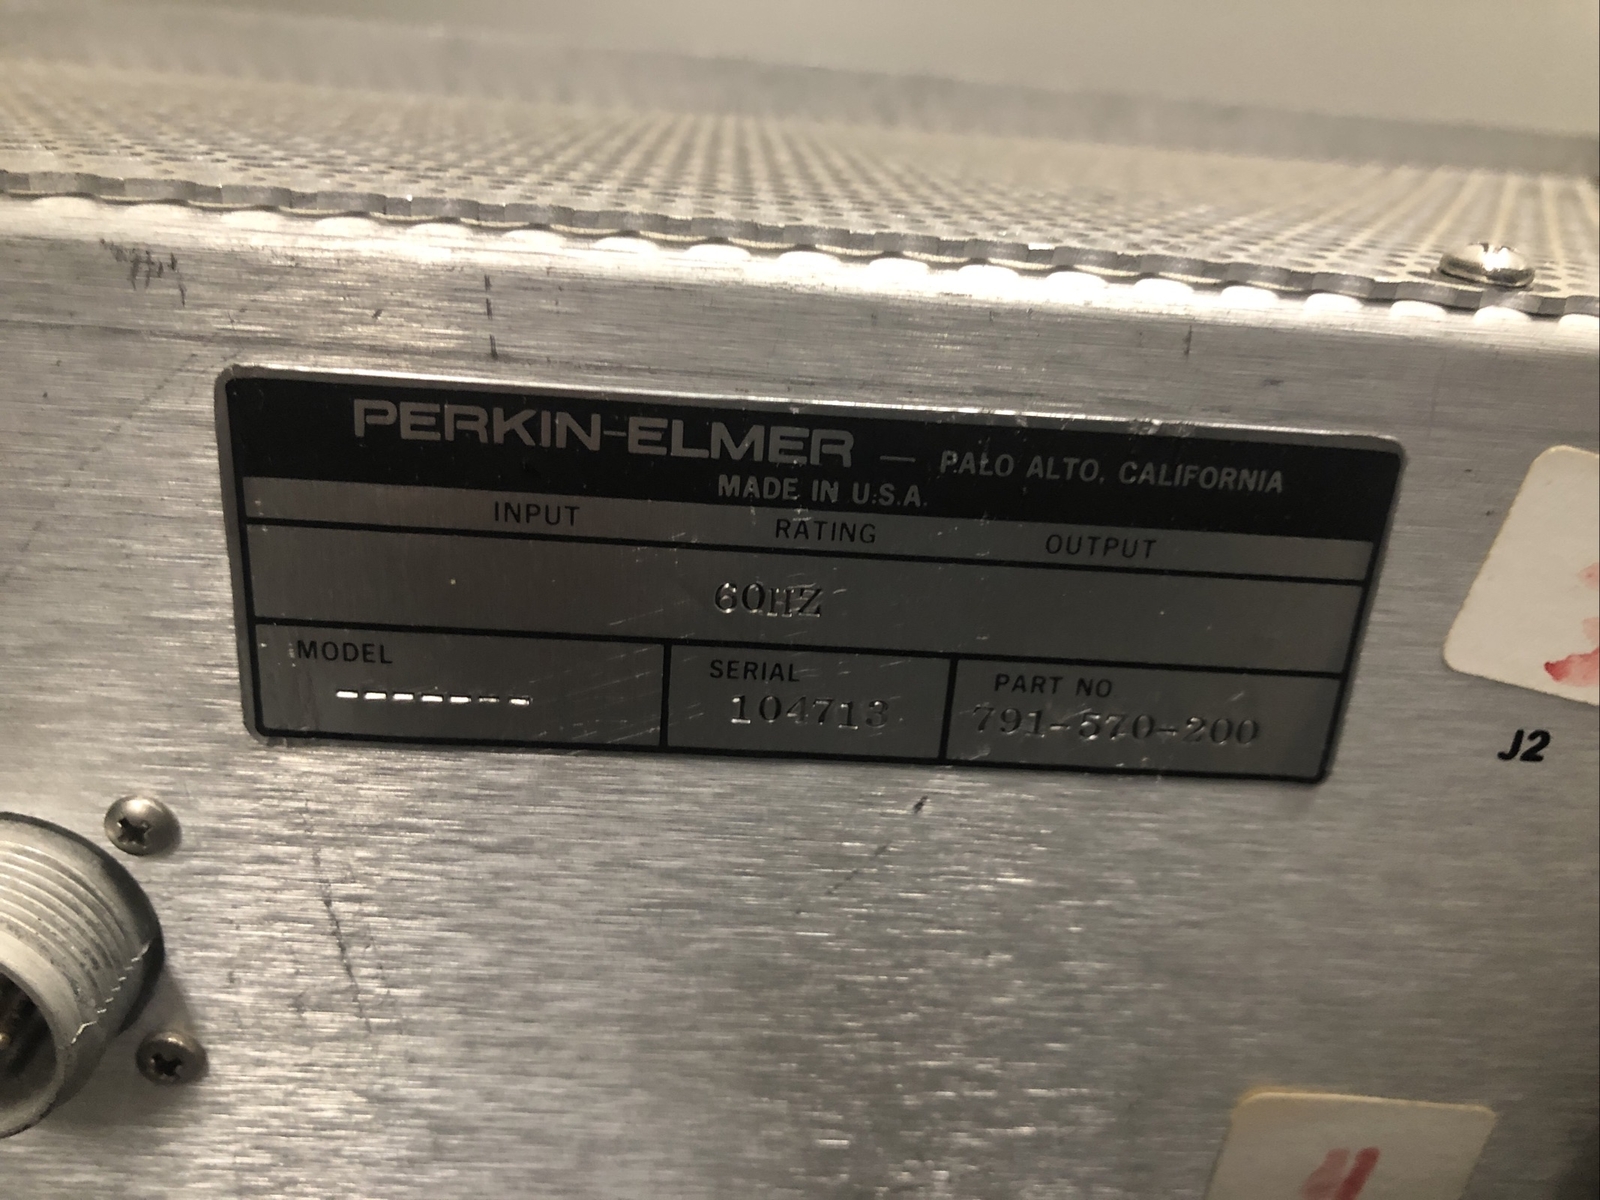 PERKIN-ELMER — PALO ALTO, CALIFORNIA
MADE IN U.S.A.
INPUT RATING OUTPUT
60HZ
MODEL SERIAL PART NO
------- 104713 791-570-200
J2